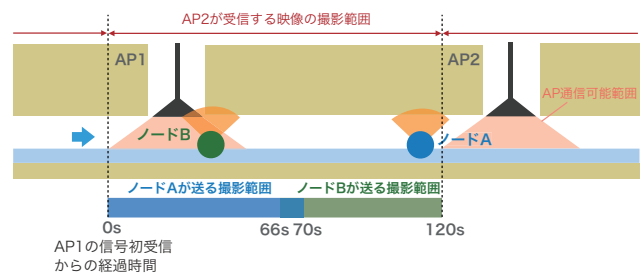 AP2が受信する映像の撮影範囲
AP1
AP2
AP通信可能範囲
ノードB
ノードA
ノードAが送る撮影範囲
ノードBが送る撮影範囲
0s
66s
70s
120s
AP1の信号初受信
からの経過時間